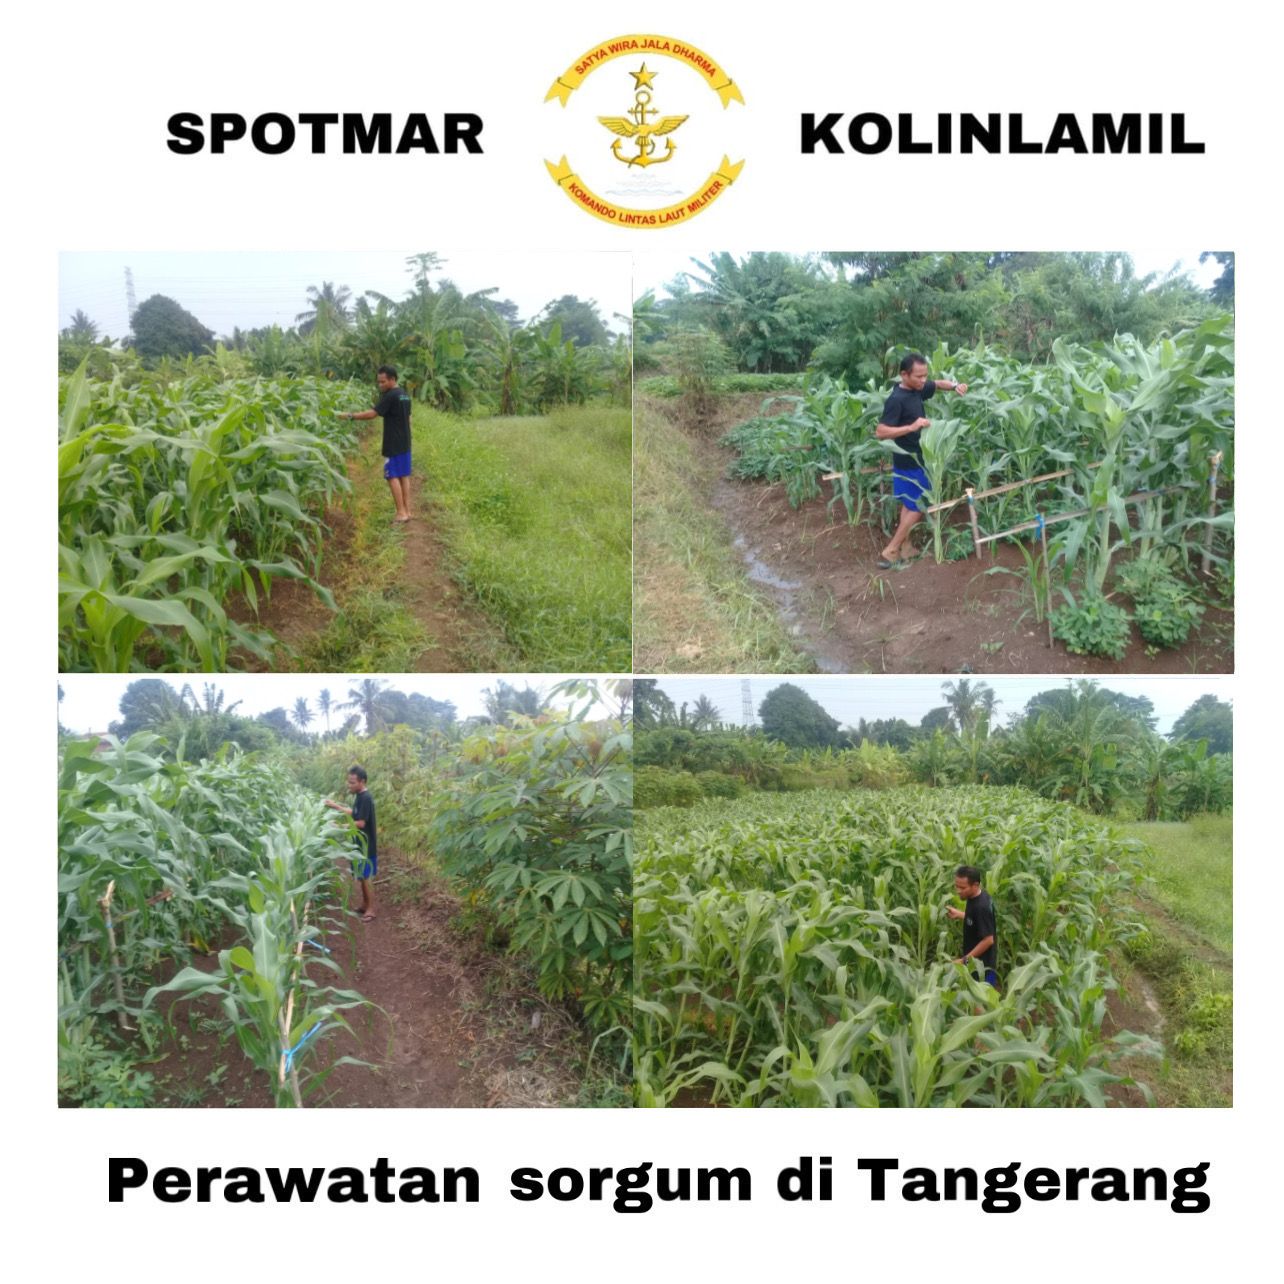 SPOTMAR
SATYA WIRA JALA DHARMA
KOMANDO LINTAS LAUT MILITER
KOLINLAMIL
Perawatan sorgum di Tangerang